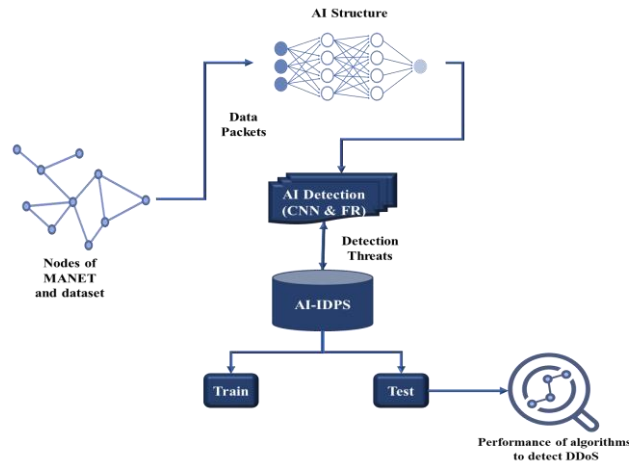 AI Structure
Data
Packets
AI Detection
(CNN & FR)
Nodes of
MANET
and dataset
Detection
Threats
AI-IDPS
Train
Test
Performance of algorithms
to detect DDoS